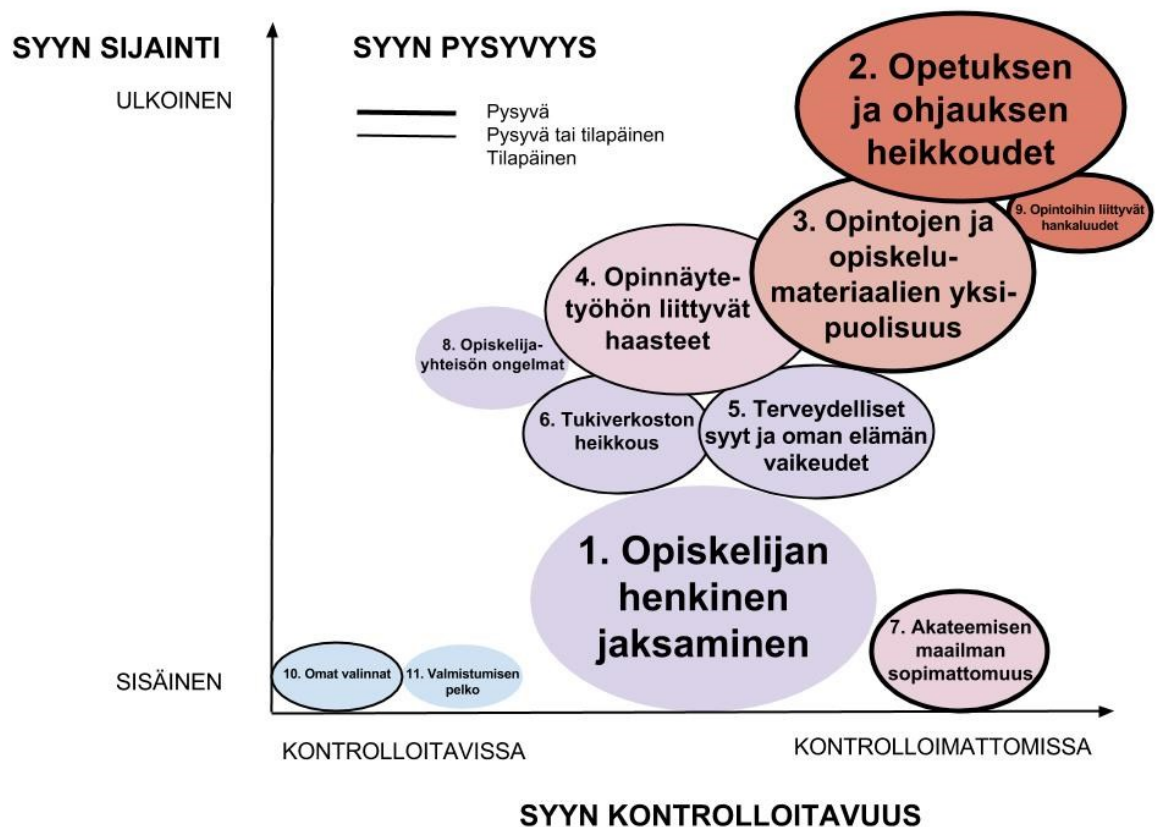 SYYN SIJAINTI
ULKOINEN
SYYN PYSYVYYS
Pysyvä
Pysyvä tai tilapäinen
Tilapäinen
2. Opetuksen
ja ohjauksen
heikkoudet
9. Opintoihin liittyvät
hankaluudet
3. Opintojen ja
opiskelu-
materiaalien yksi-
puolisuus
4. Opinnäyte-
työhön liittyvät
haasteet
8. Opiskelija-
yhteisön ongelmat
6. Tukiverkoston
heikkous
5. Terveydelliset
syyt ja oman elämän
vaikeudet
1. Opiskelijan
henkinen
jaksaminen
7. Akateemisen
maailman
sopimattomuus
10. Omat valinnat
11. Valmistumisen
pelko
SISÄINEN
KONTROLLOITAVISSA
KONTROLLOIMATTOMISSA
SYYN KONTROLLOITAVUUS